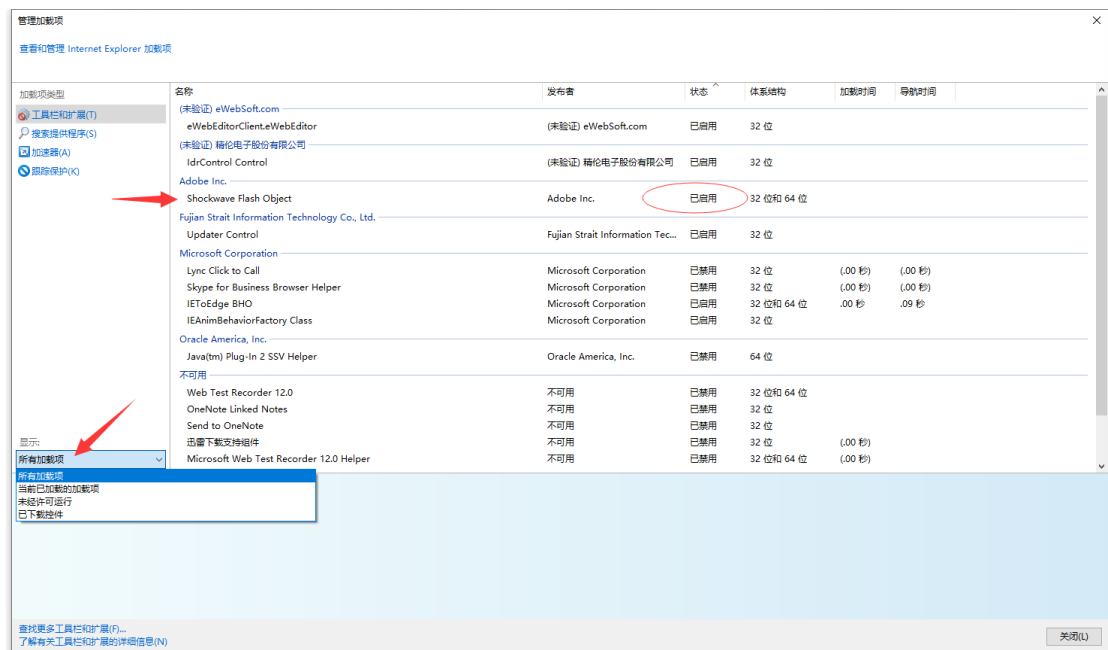 管理加载项
查看和管理 Internet Explorer 加载项
加载项类型
工具栏和扩展(T)
搜索提供程序(S)
加速器(A)
跟踪保护(K)
显示:
所有加载项
所有加载项
当前已加载的加载项
未经许可运行
已下载控件
名称 发布者 状态 体系结构 加载时间 导航时间
(未验证) eWebSoft.com
eWebEditorClient.eWebEditor (未验证) eWebSoft.com 已启用 32 位
(未验证) 精伦电子股份有限公司
IdrControl Control (未验证) 精伦电子股份有限公司 已启用 32 位
Adobe Inc.
Shockwave Flash Object Adobe Inc. 已启用 32 位和 64 位
Fujian Strait Information Technology Co., Ltd.
Updater Control Fujian Strait Information Tec... 已启用 32 位
Microsoft Corporation
Lync Click to Call Microsoft Corporation 已禁用 32 位 (.00 秒) (.00 秒)
Skype for Business Browser Helper Microsoft Corporation 已禁用 32 位 (.00 秒) (.00 秒)
IEToEdge BHO Microsoft Corporation 已启用 32 位和 64 位 .00 秒 .09 秒
IEAnimBehaviorFactory Class Microsoft Corporation 已启用 32 位
Oracle America, Inc.
Java(tm) Plug-In 2 SSV Helper Oracle America, Inc. 已禁用 64 位
不可用
Web Test Recorder 12.0 不可用 已禁用 32 位和 64 位
OneNote Linked Notes 不可用 已禁用 32 位
Send to OneNote 不可用 已禁用 32 位
迅雷下载支持组件 不可用 已禁用 32 位 (.00 秒)
Microsoft Web Test Recorder 12.0 Helper 不可用 已禁用 32 位和 64 位 (.00 秒)
查找更多工具栏和扩展(F)...
了解有关工具栏和扩展的详细信息(N)
关闭(L)